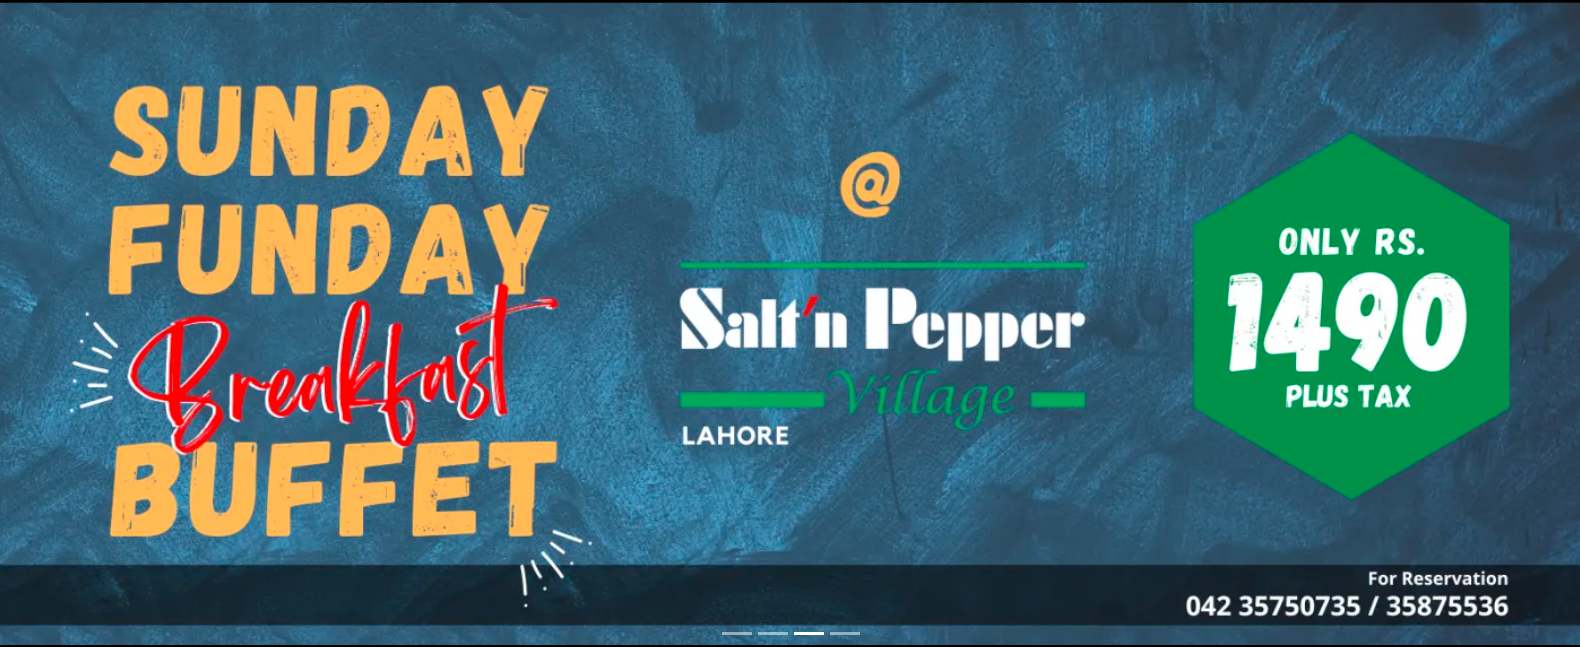 SUNDAY
FUNDAY
Breakfast
BUFFET
@
Salt'n Pepper
Village
LAHORE
ONLY RS.
1490
PLUS TAX
For Reservation
042 35750735 / 35875536